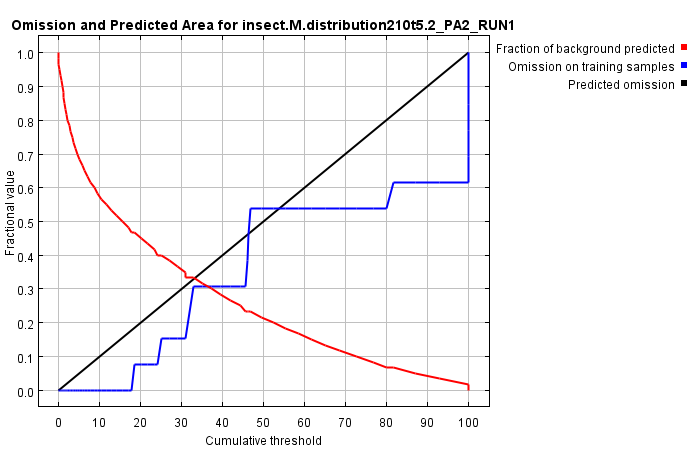 Omission and Predicted Area for insect.M.distribution210t5.2_PA2_RUN1
Fraction of background predicted
Omission on training samples
Predicted omission
Fractional value
1.0
0.9
0.8
0.7
0.6
0.5
0.4
0.3
0.2
0.1
0.0
0 10 20 30 40 50 60 70 80 90 100
Cumulative threshold